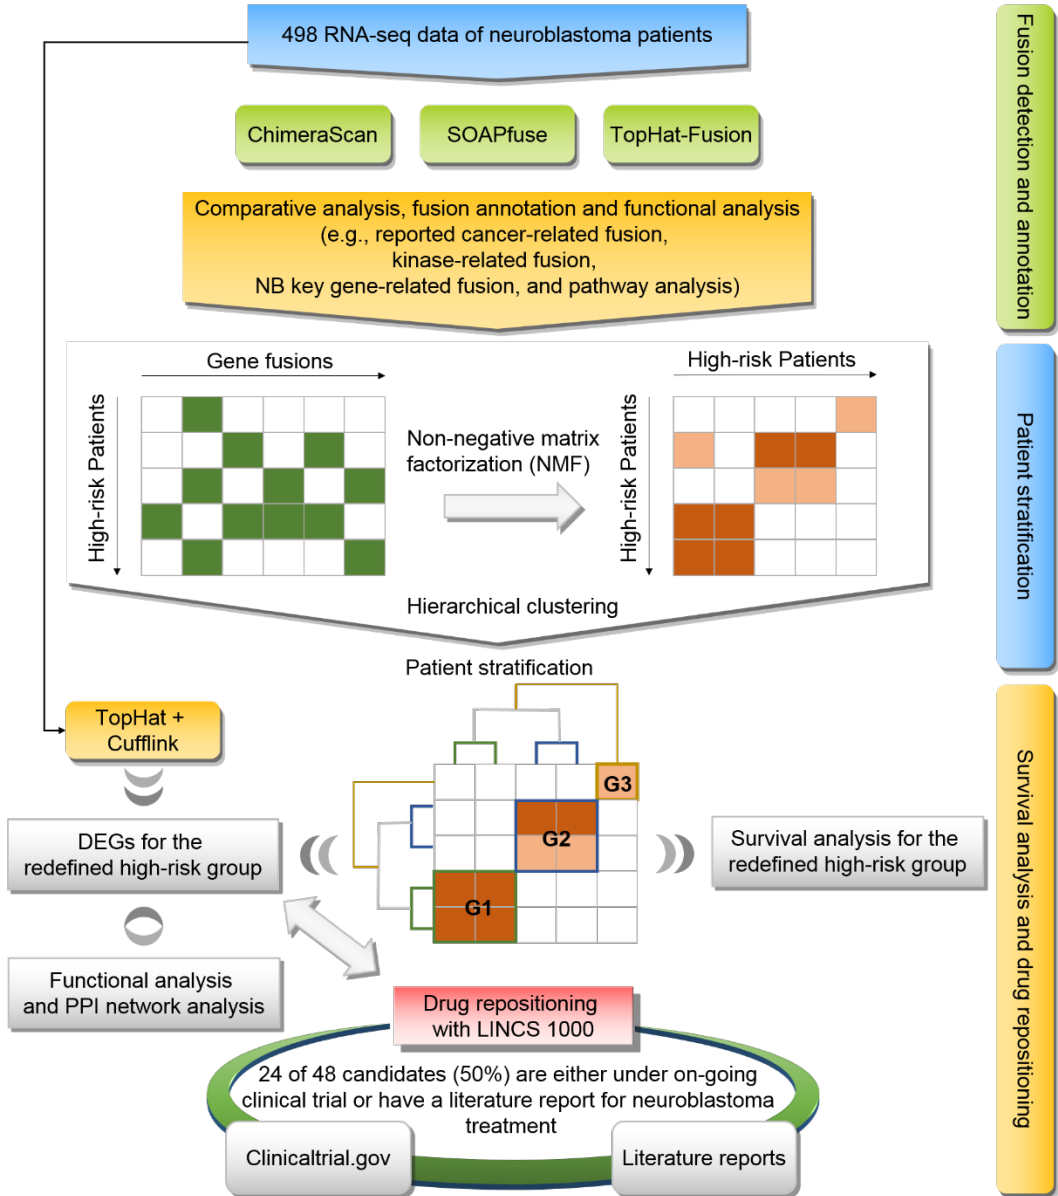 498 RNA-seq data of neuroblastoma patients
Fusion detection and annotation
ChimeraScan
SOAPfuse
TopHat-Fusion
Comparative analysis, fusion annotation and functional analysis
(e.g., reported cancer-related fusion,
kinase-related fusion,
NB key gene-related fusion, and pathway analysis)
Patient stratification
Gene fusions
High-risk Patients
Non-negative matrix
factorization (NMF)
High-risk Patients
High-risk Patients
Hierarchical clustering
Patient stratification
Survival analysis and drug repositioning
TopHat +
Cufflink
G3
G2
G1
DEGs for the
redefined high-risk group
Survival analysis for the
redefined high-risk group
Functional analysis
and PPI network analysis
Drug repositioning
with LINCS 1000
24 of 48 candidates (50%) are either under on-going
clinical trial or have a literature report for neuroblastoma
treatment
Clinicaltrial.gov
Literature reports